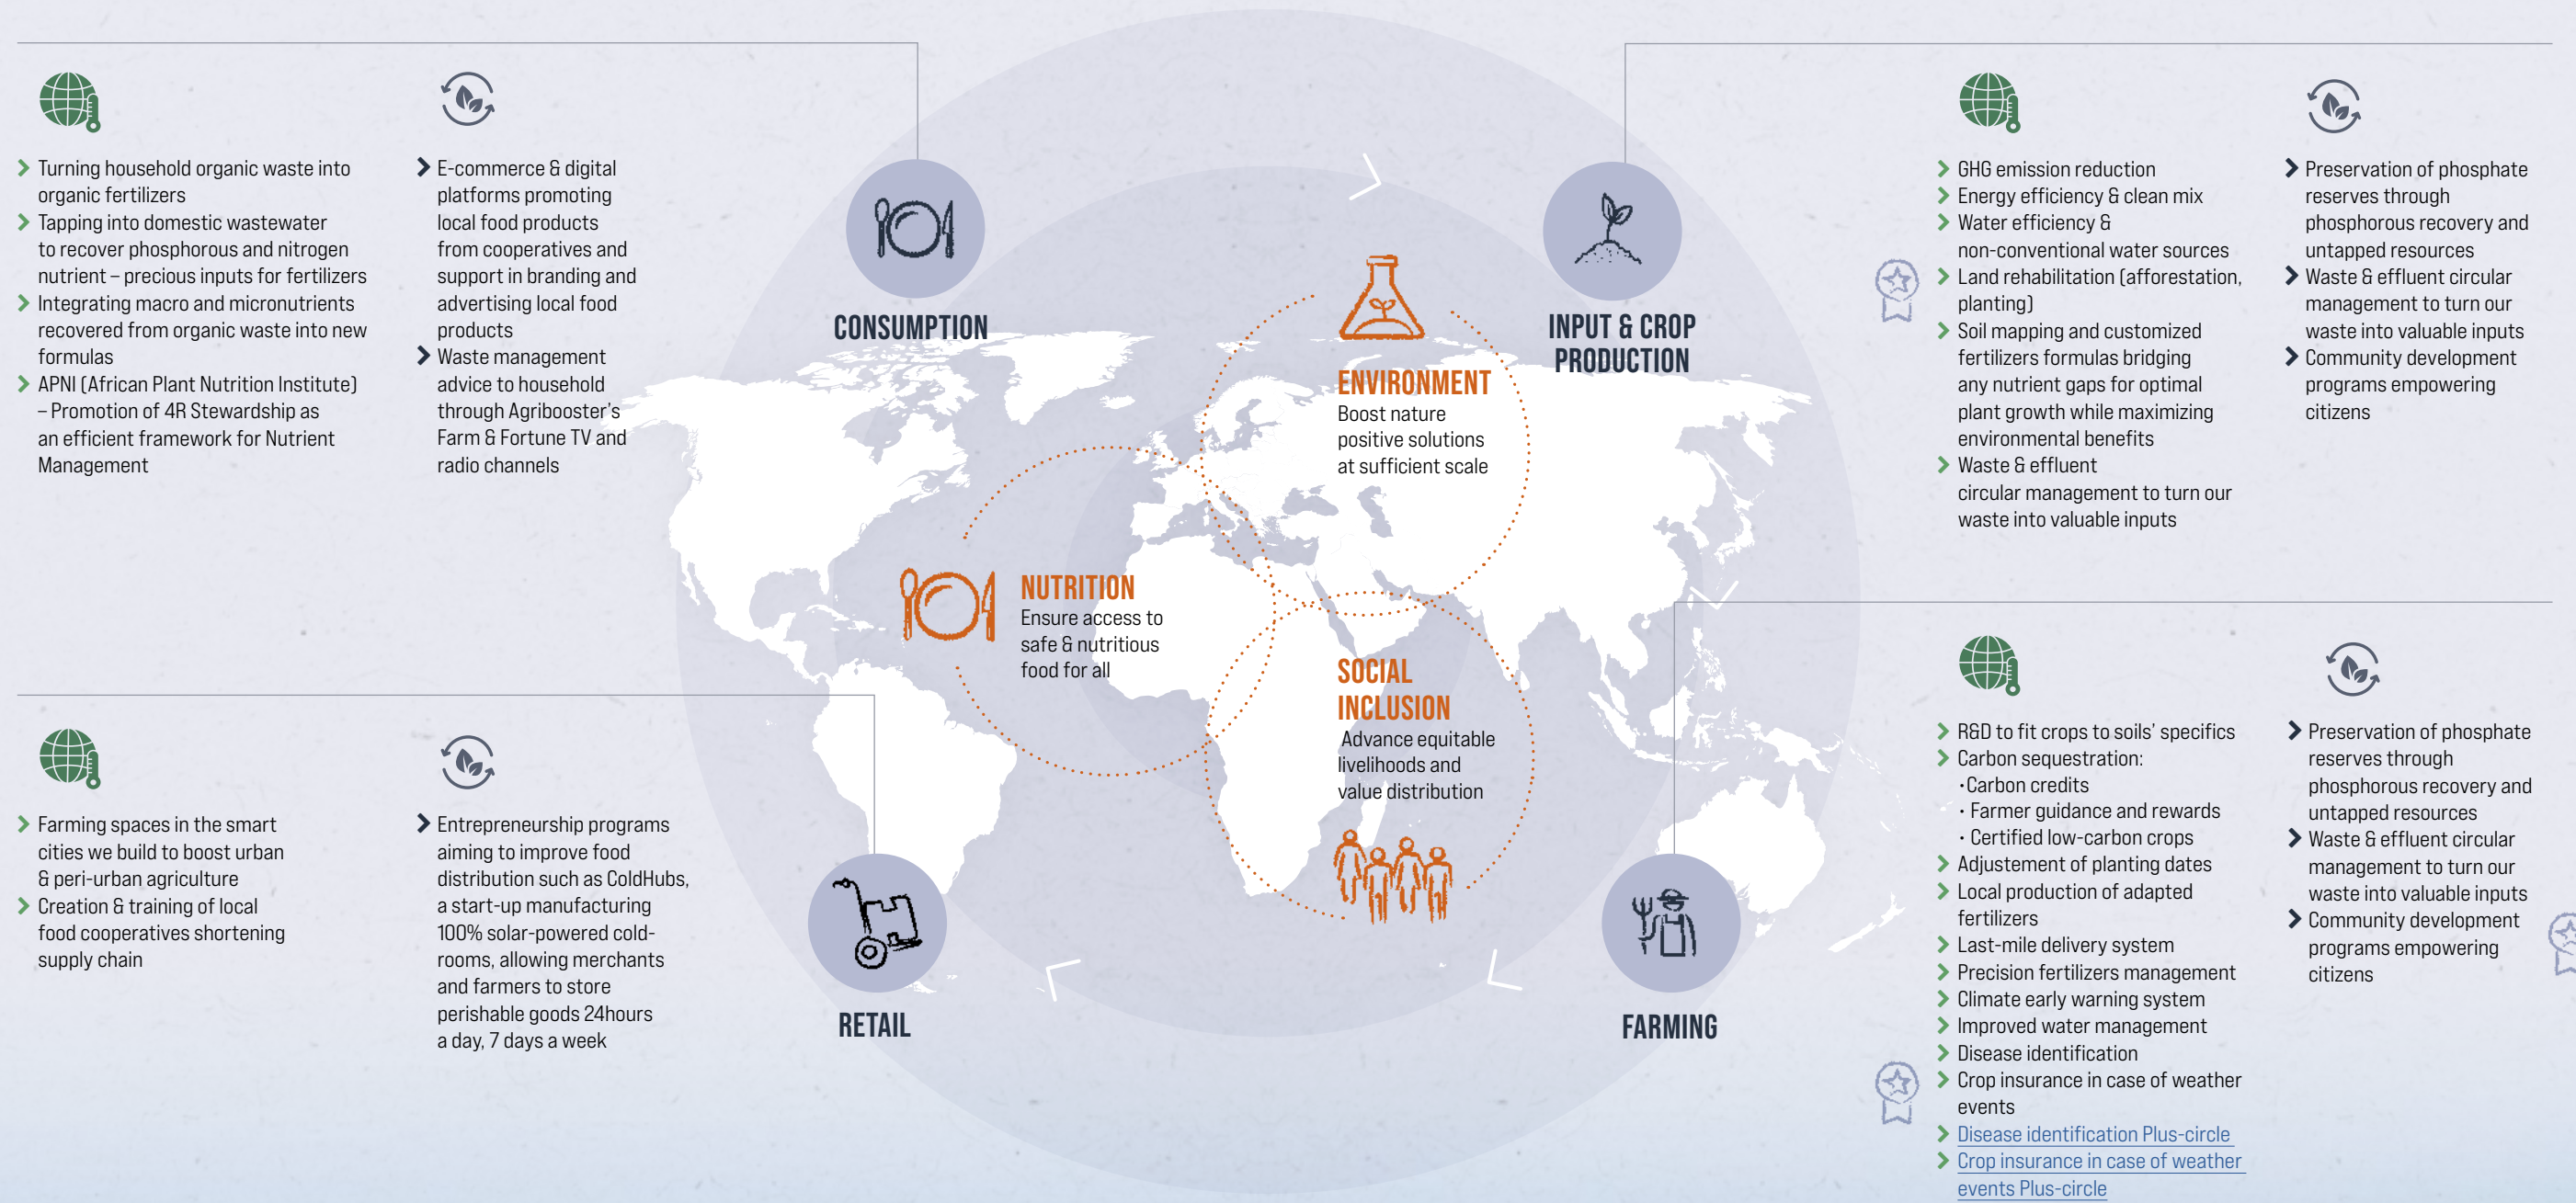 Turning household organic waste into
organic fertilizers
Tapping into domestic wastewater
to recover phosphorous and nitrogen
nutrient – precious inputs for fertilizers
Integrating macro and micronutrients
recovered from organic waste into new
formulas
APNI (African Plant Nutrition Institute)
– Promotion of 4R Stewardship as
an efficient framework for Nutrient
Management
E-commerce & digital
platforms promoting
local food products
from cooperatives and
support in branding and
advertising local food
products
Waste management
advice to household
through Agribooster's
Farm & Fortune TV and
radio channels
CONSUMPTION
INPUT & CROP
PRODUCTION
GHG emission reduction
Energy efficiency & clean mix
Water efficiency &
non-conventional water sources
Land rehabilitation (afforestation,
planting)
Soil mapping and customized
fertilizers formulas bridging
any nutrient gaps for optimal
plant growth while maximizing
environmental benefits
Waste & effluent
circular management to turn our
waste into valuable inputs
Preservation of phosphate
reserves through
phosphorous recovery and
untapped resources
Waste & effluent circular
management to turn our
waste into valuable inputs
Community development
programs empowering
citizens
ENVIRONMENT
Boost nature
positive solutions
at sufficient scale
NUTRITION
Ensure access to
safe & nutritious
food for all
SOCIAL
INCLUSION
Advance equitable
livelihoods and
value distribution
Farming spaces in the smart
cities we build to boost urban
& peri-urban agriculture
Creation & training of local
food cooperatives shortening
supply chain
Entrepreneurship programs
aiming to improve food
distribution such as ColdHubs,
a start-up manufacturing
100% solar-powered cold-
rooms, allowing merchants
and farmers to store
perishable goods 24hours
a day, 7 days a week
RETAIL
FARMING
R&D to fit crops to soils' specifics
Carbon sequestration:
· Carbon credits
· Farmer guidance and rewards
· Certified low-carbon crops
Adjustement of planting dates
Local production of adapted
fertilizers
Last-mile delivery system
Precision fertilizers management
Climate early warning system
Improved water management
Disease identification
Crop insurance in case of weather
events
Disease identification Plus-circle
Crop insurance in case of weather
events Plus-circle
Preservation of phosphate
reserves through
phosphorous recovery and
untapped resources
Waste & effluent circular
management to turn our
waste into valuable inputs
Community development
programs empowering
citizens